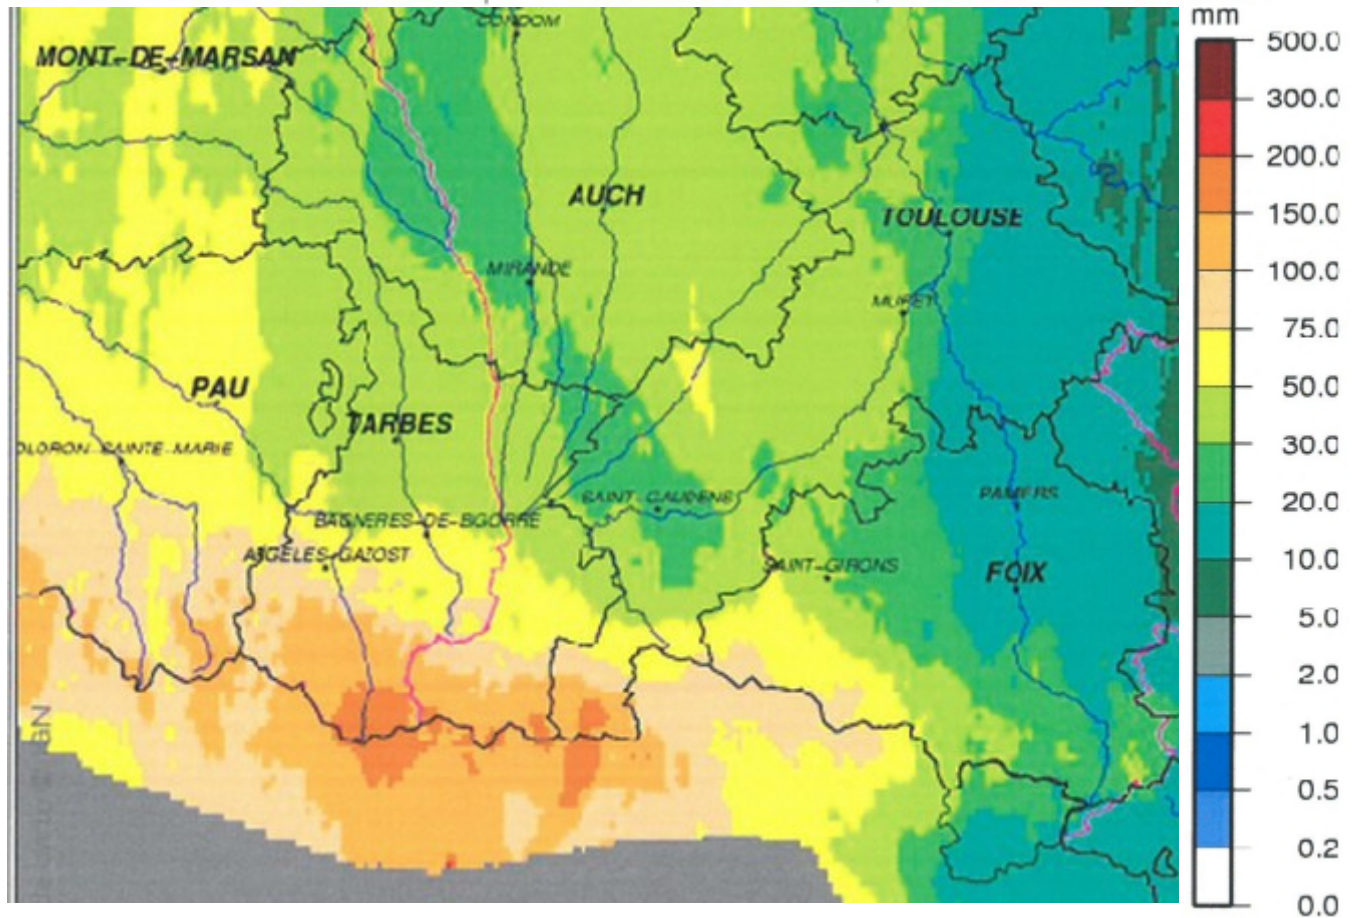 mm
CONDOM
500.0
MONT-DE-MARSAN
300.0
200.0
AUCH
150.0
TOULOUSE
MIRANDE
100.0
MURET
75.0
PAU
50.0
TARBES
OLORON SAINTE-MARIE
30.0
SAINT GAUDENS
PAMIERS
20.0
BAGNERES-DE-BGORRE
ARGELES-GAZOST
SAINT-GIRONS
FOIX
10.0
5.0
2.0
1.0
0.5
0.2
0.0